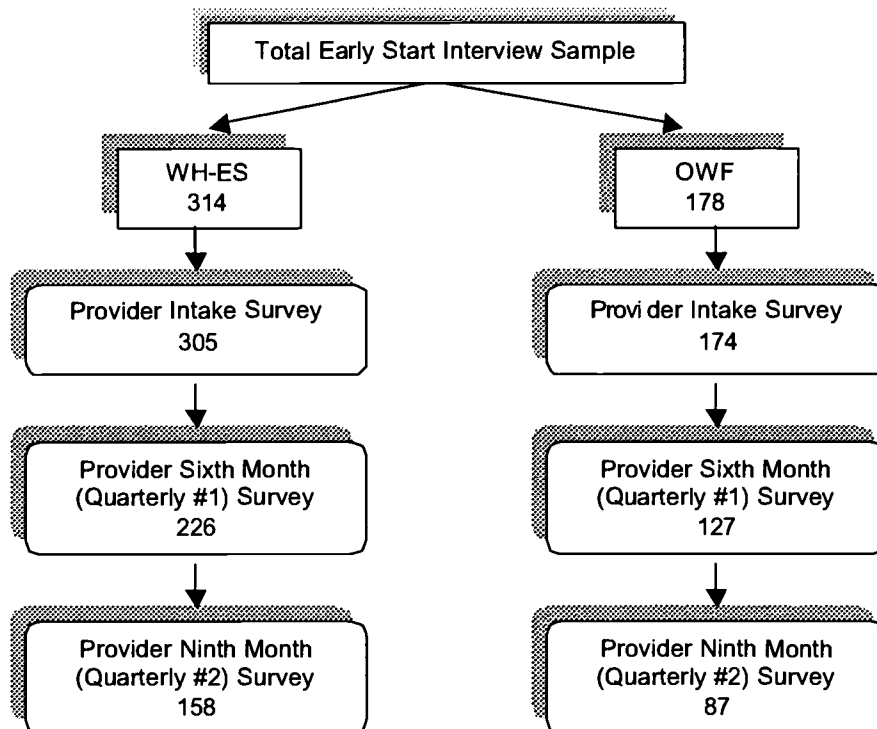 Total Early Start Interview Sample
WH-ES
314
OWF
178
Provider Intake Survey
305
Provider Intake Survey
174
Provider Sixth Month
(Quarterly #1) Survey
226
Provider Sixth Month
(Quarterly #1) Survey
127
Provider Ninth Month
(Quarterly #2) Survey
158
Provider Ninth Month
(Quarterly #2) Survey
87